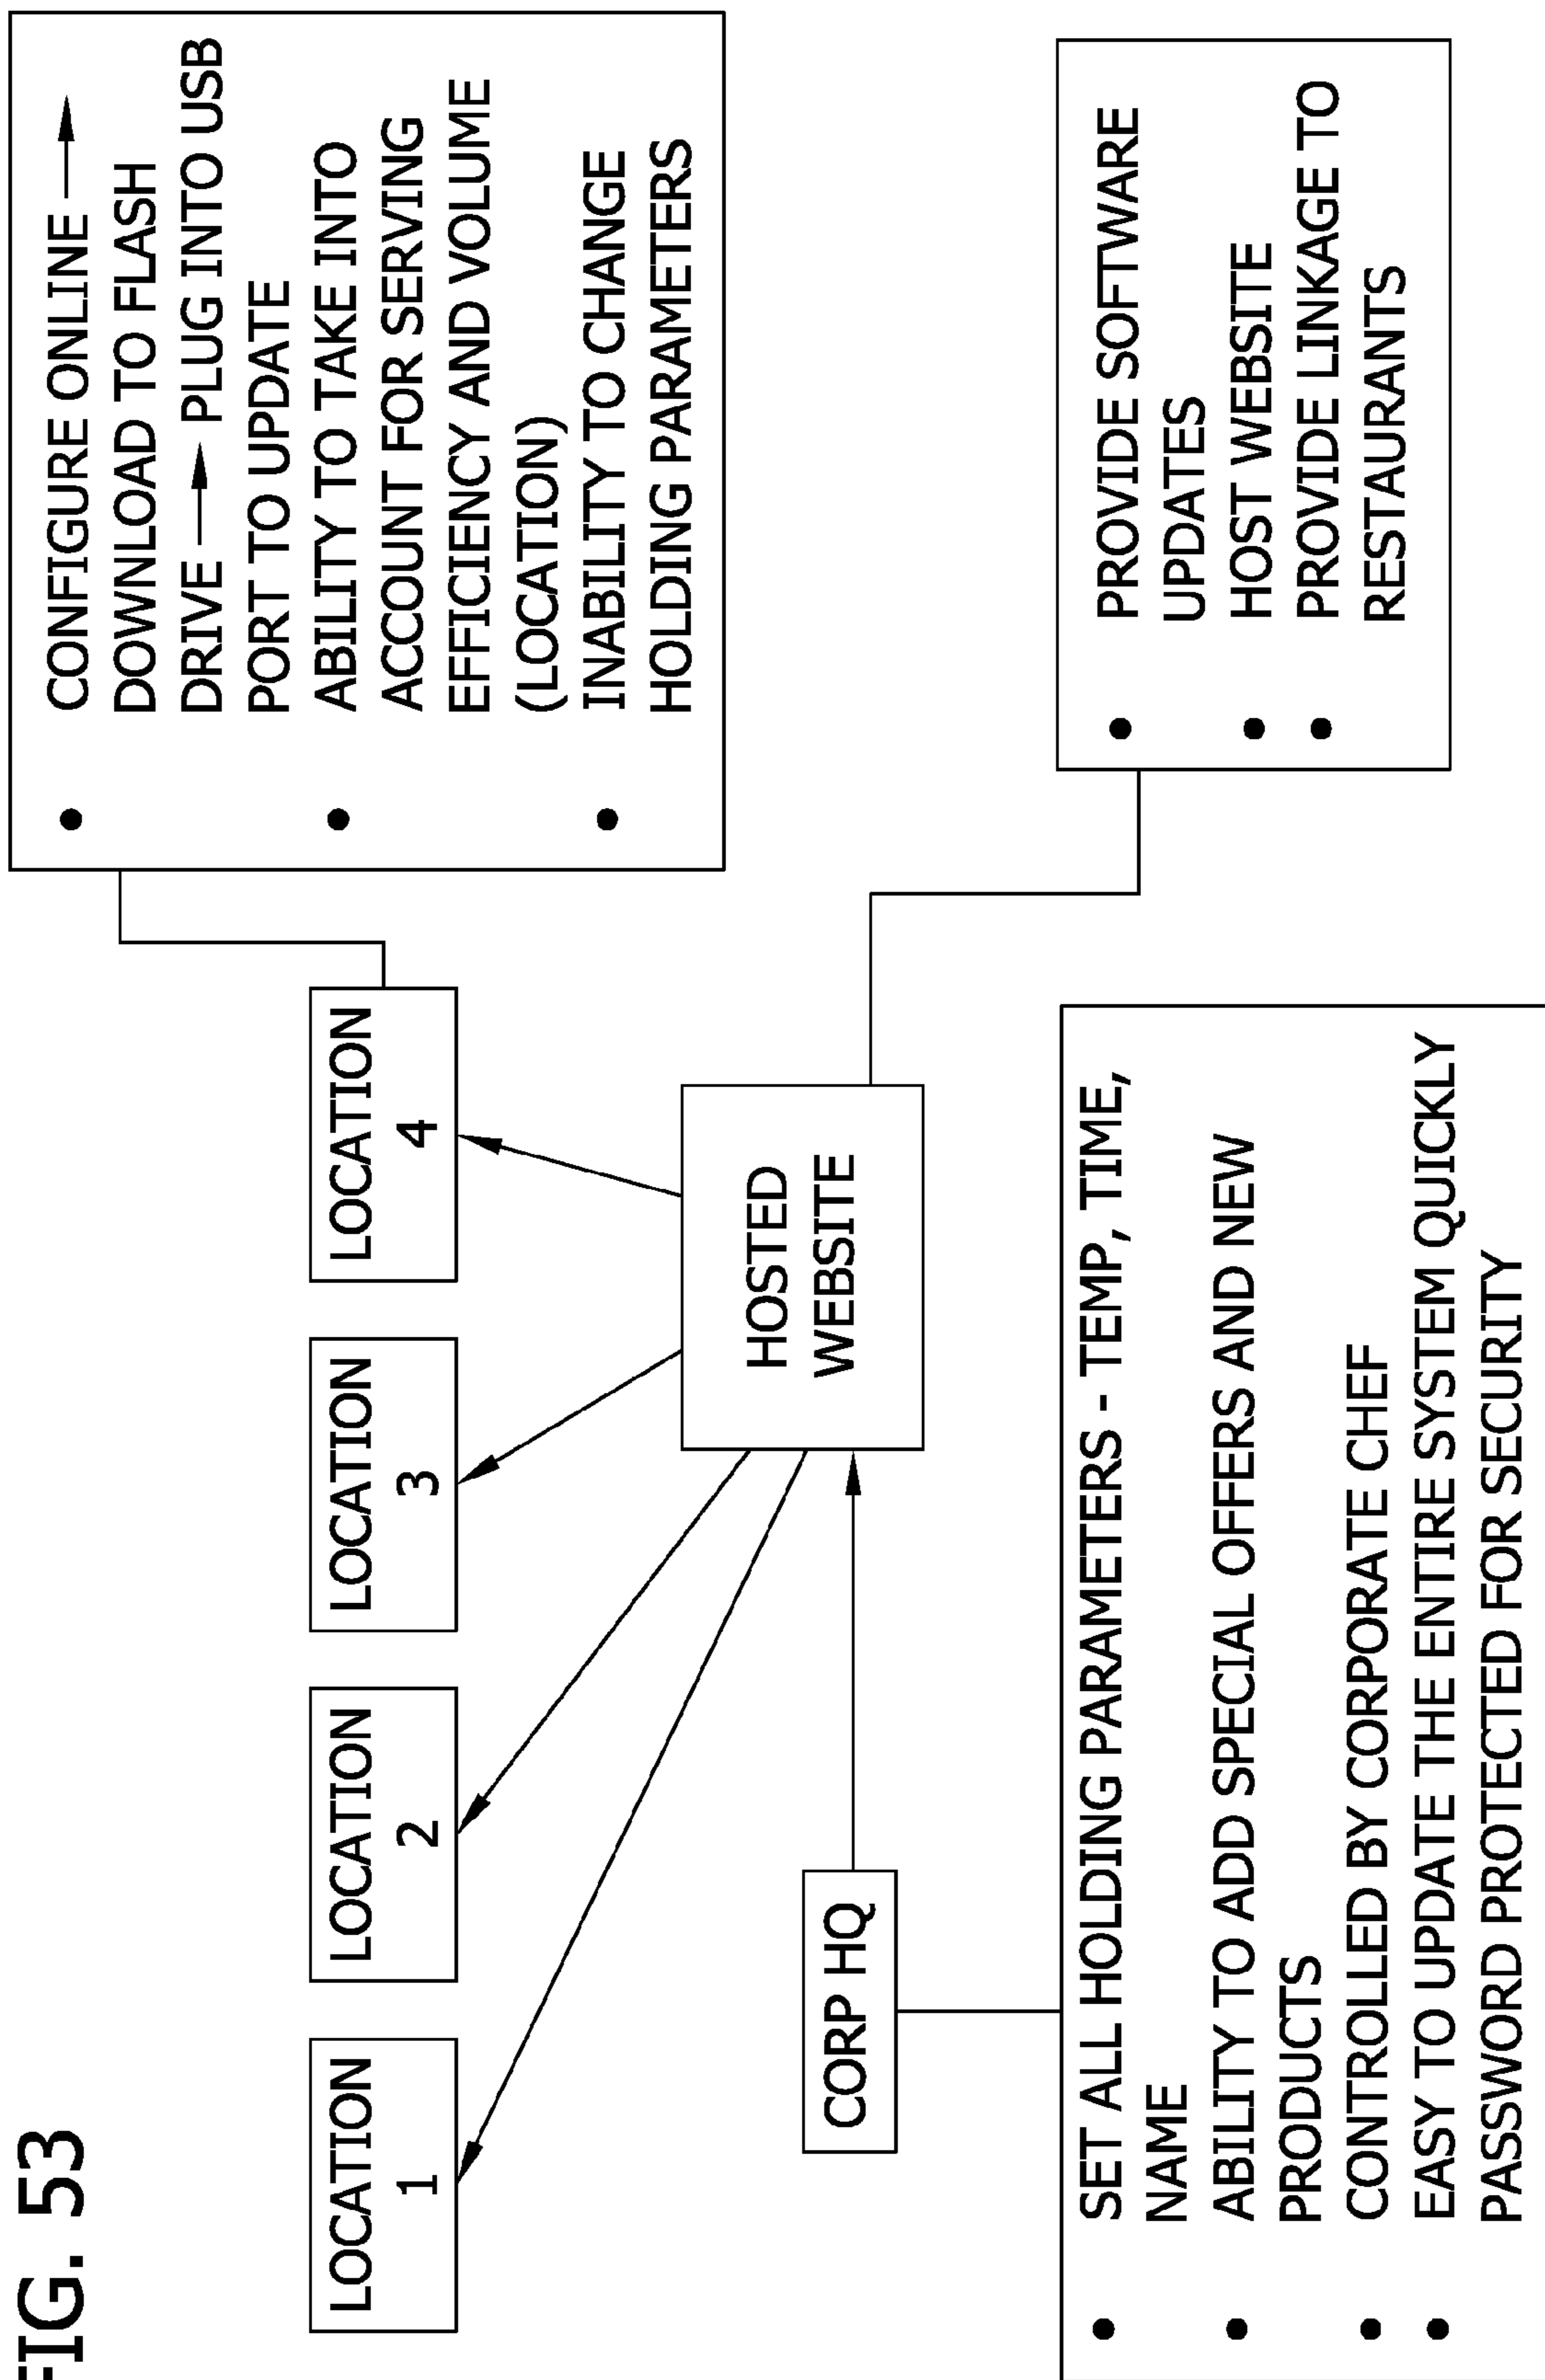 FIG. 53
LOCATION
1
LOCATION
2
LOCATION
3
LOCATION
4
• CONFIGURE ONLINE →
DOWNLOAD TO FLASH
DRIVE → PLUG INTO USB
PORT TO UPDATE
• ABILITY TO TAKE INTO
ACCOUNT FOR SERVING
EFFICIENCY AND VOLUME
(LOCATION)
• INABILITY TO CHANGE
HOLDING PARAMETERS
CORP HQ
HOSTED
WEBSITE
• PROVIDE SOFTWARE
UPDATES
• HOST WEBSITE
• PROVIDE LINKAGE TO
RESTAURANTS
• SET ALL HOLDING PARAMETERS - TEMP, TIME,
NAME
• ABILITY TO ADD SPECIAL OFFERS AND NEW
PRODUCTS
• CONTROLLED BY CORPORATE CHEF
• EASY TO UPDATE THE ENTIRE SYSTEM QUICKLY
PASSWORD PROTECTED FOR SECURITY